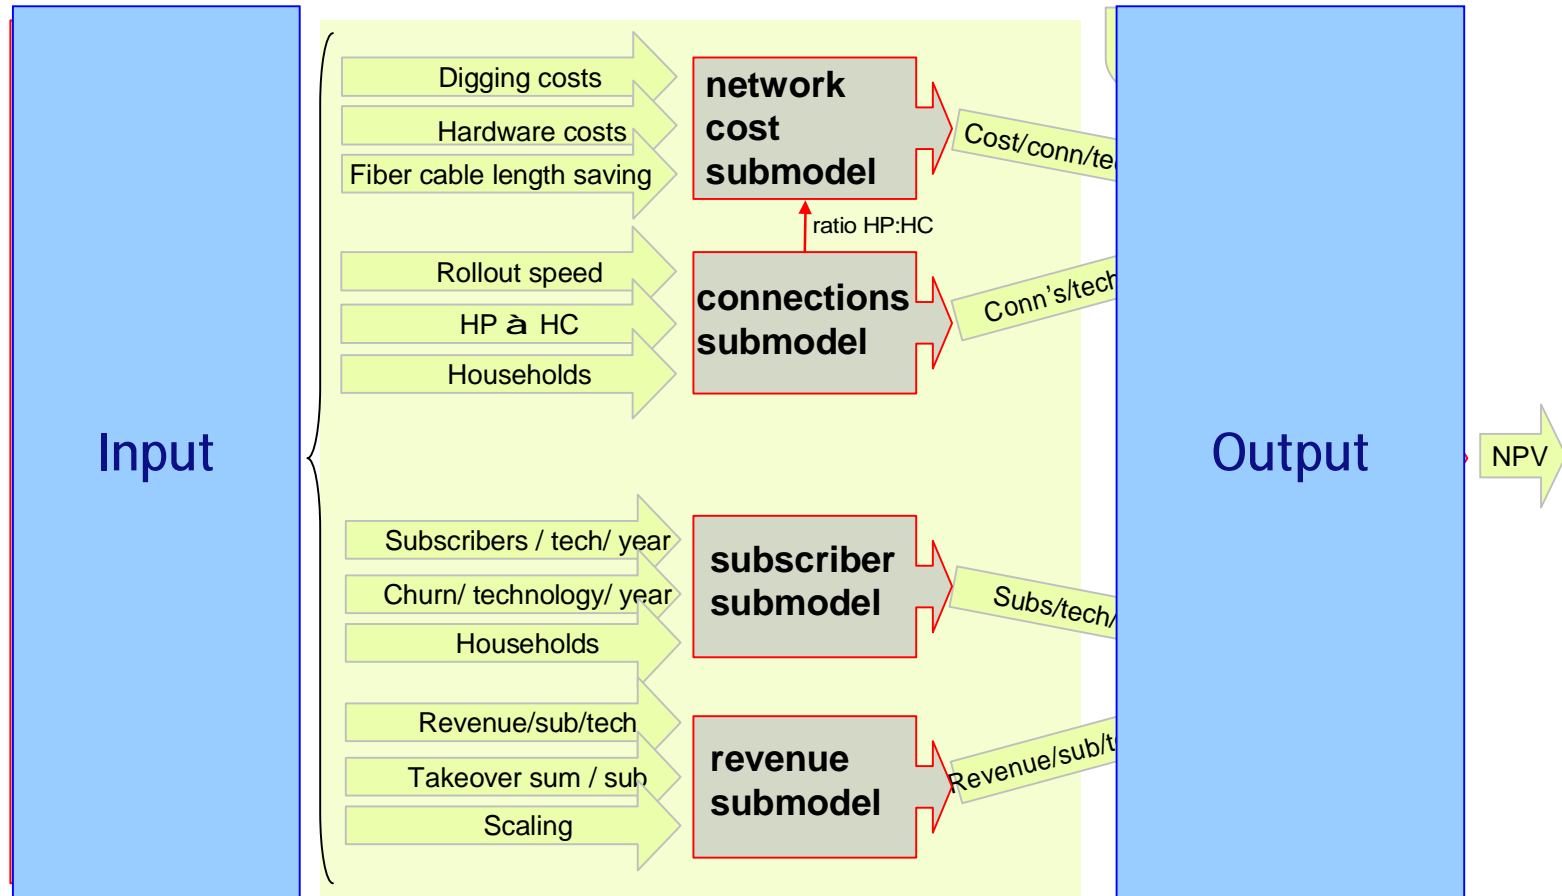 Input
Digging costs
Hardware costs
Fiber cable length saving
network
cost
submodel
Cost/conn/te
ratio HP:HC
Rollout speed
HP à HC
Households
connections
submodel
Conn's/tech
Output
NPV
Subscribers / tech/ year
Churn/ technology/ year
Households
subscriber
submodel
Subs/tech/
Revenue/sub/tech
Takeover sum / sub
Scaling
revenue
submodel
Revenue/sub/t